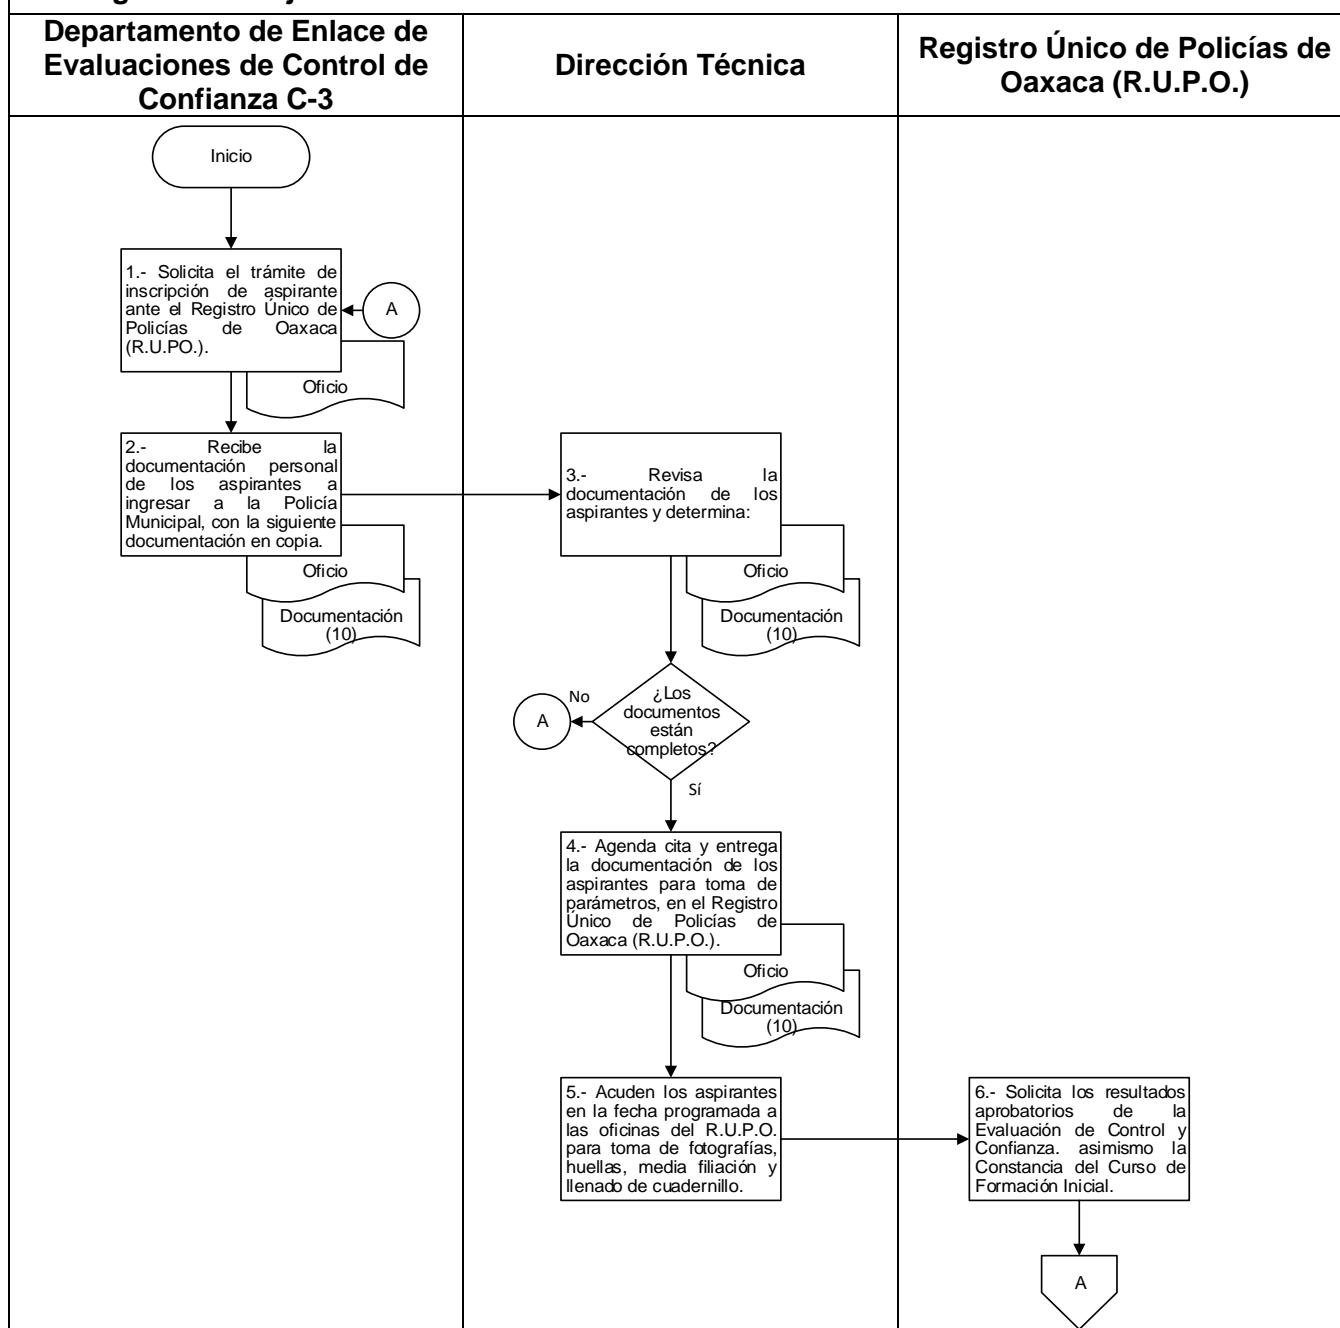 Departamento de Enlace de
Evaluaciones de Control de
Confianza C-3
Dirección Técnica
Registro Único de Policías de
Oaxaca (R.U.P.O.)
Inicio
1.- Solicita el trámite de
inscripción de aspirante
ante el Registro Único de
Policías de Oaxaca
(R.U.PO.).
A
Oficio
2.- Recibe la
documentación personal
de los aspirantes a
ingresar a la Policía
Municipal, con la siguiente
documentación en copia.
Oficio
Documentación
(10)
3.- Revisa la
documentación de los
aspirantes y determina:
Oficio
Documentación
(10)
¿Los
documentos
están
completos?
No
A
Sí
4.- Agenda cita y entrega
la documentación de los
aspirantes para toma de
parámetros, en el Registro
Único de Policías de
Oaxaca (R.U.P.O.).
Oficio
Documentación
(10)
5.- Acuden los aspirantes
en la fecha programada a
las oficinas del R.U.P.O.
para toma de fotografías,
huellas, media filiación y
llenado de cuadernillo.
6.- Solicita los resultados
aprobatorios de la
Evaluación de Control y
Confianza. asimismo la
Constancia del Curso de
Formación Inicial.
A